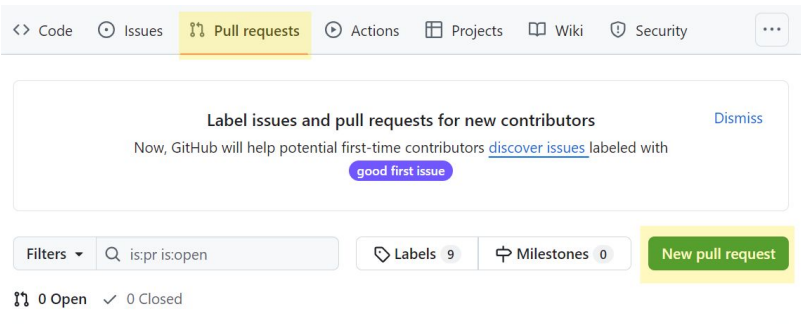 <> Code Issues Pull requests Actions Projects Wiki Security ...
Label issues and pull requests for new contributors Dismiss
Now, GitHub will help potential first-time contributors discover issues labeled with
good first issue
Filters is:pr is:open Labels 9 Milestones 0 New pull request
0 Open ✓ 0 Closed